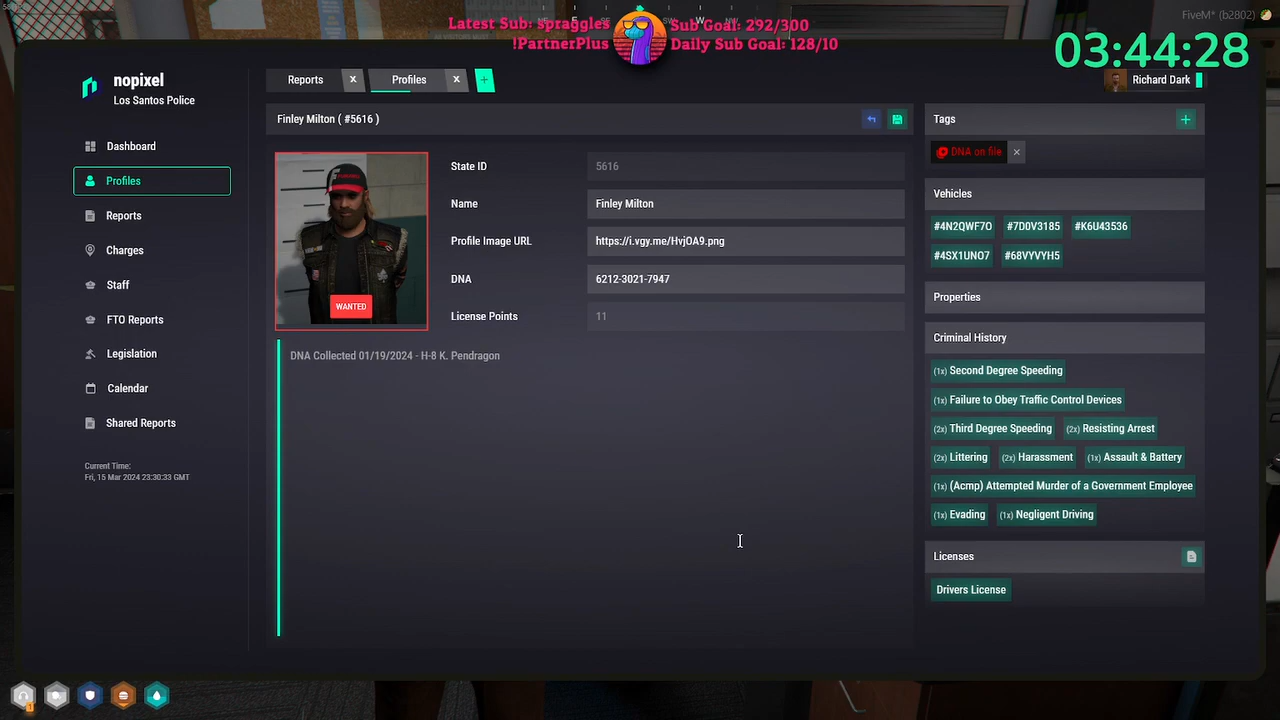 Latest Sub: Spraggles
Sub Goal: 292/300
!PartnerPlus
Daily Sub Goal: 128/10
FiveM* (b2802)
03:44:28
nopixel
Los Santos Police
Reports x
Profiles x
+
Richard Dark
Dashboard
Profiles
Reports
Charges
Staff
FTO Reports
Legislation
Calendar
Shared Reports
Current Time:
Fri, 15 Mar 2024 23:30:33 GMT
Finley Milton ( #5616 )
WANTED
State ID 5616
Name Finley Milton
Profile Image URL https://i.vgy.me/HvjOA9.png
DNA 6212-3021-7947
License Points 11
DNA Collected 01/19/2024 - H-8 K. Pendragon
Tags +
DNA on file x
Vehicles
#4N2QWF7O #7D0V3185 #K6U43536
#4SX1UNO7 #68VYVYH5
Properties
Criminal History
(1x) Second Degree Speeding
(1x) Failure to Obey Traffic Control Devices
(2x) Third Degree Speeding (2x) Resisting Arrest
(2x) Littering (2x) Harassment (1x) Assault & Battery
(1x) (Acmp) Attempted Murder of a Government Employee
(1x) Evading (1x) Negligent Driving
Licenses
Drivers License